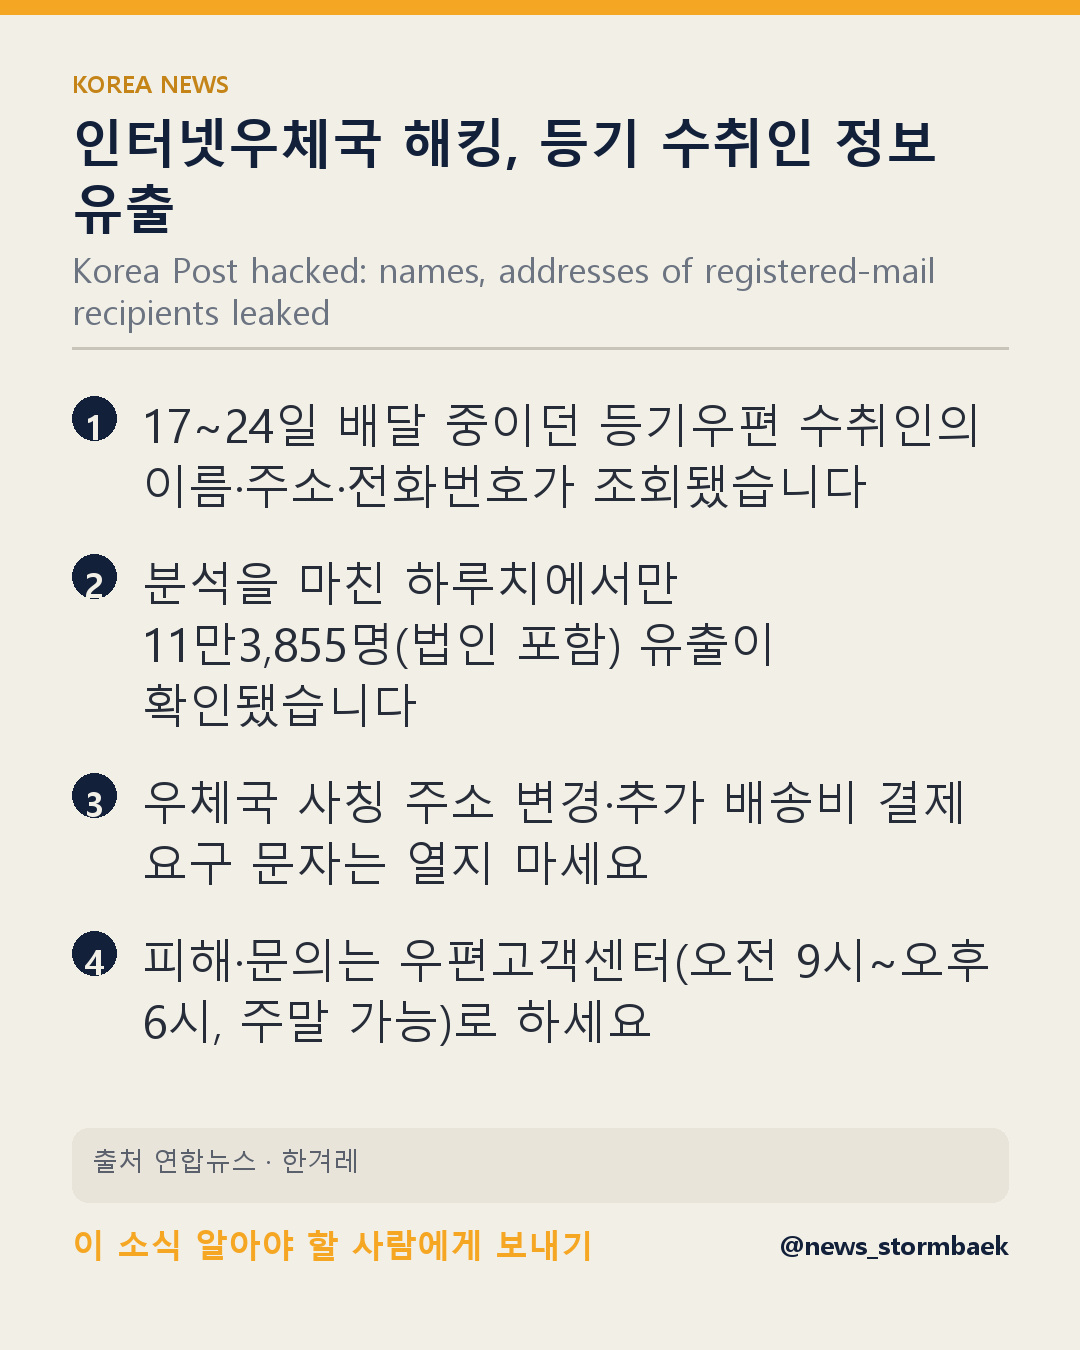 KOREA NEWS
인터넷우체국 해킹, 등기 수취인 정보
유출
Korea Post hacked: names, addresses of registered-mail
recipients leaked
1 17~24일 배달 중이던 등기우편 수취인의
이름·주소·전화번호가 조회됐습니다
2 분석을 마친 하루치에서만
11만3,855명(법인 포함) 유출이
확인됐습니다
3 우체국 사칭 주소 변경·추가 배송비 결제
요구 문자는 열지 마세요
4 피해·문의는 우편고객센터(오전 9시~오후
6시, 주말 가능)로 하세요
출처 연합뉴스 · 한겨레
이 소식 알아야 할 사람에게 보내기 @news_stormbaek